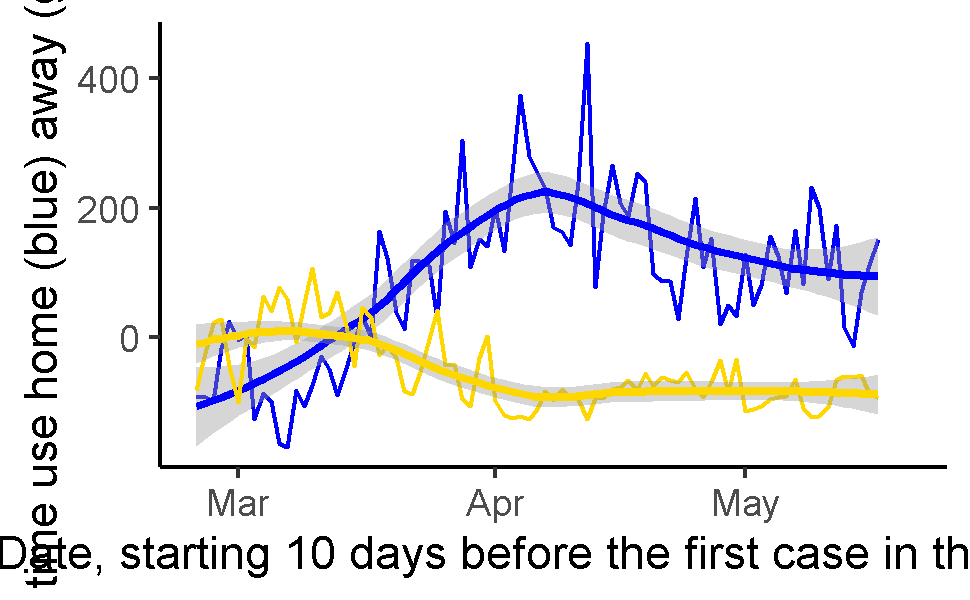 time use home (blue) away (
400
200
0
Mar Apr May
Date, starting 10 days before the first case in th